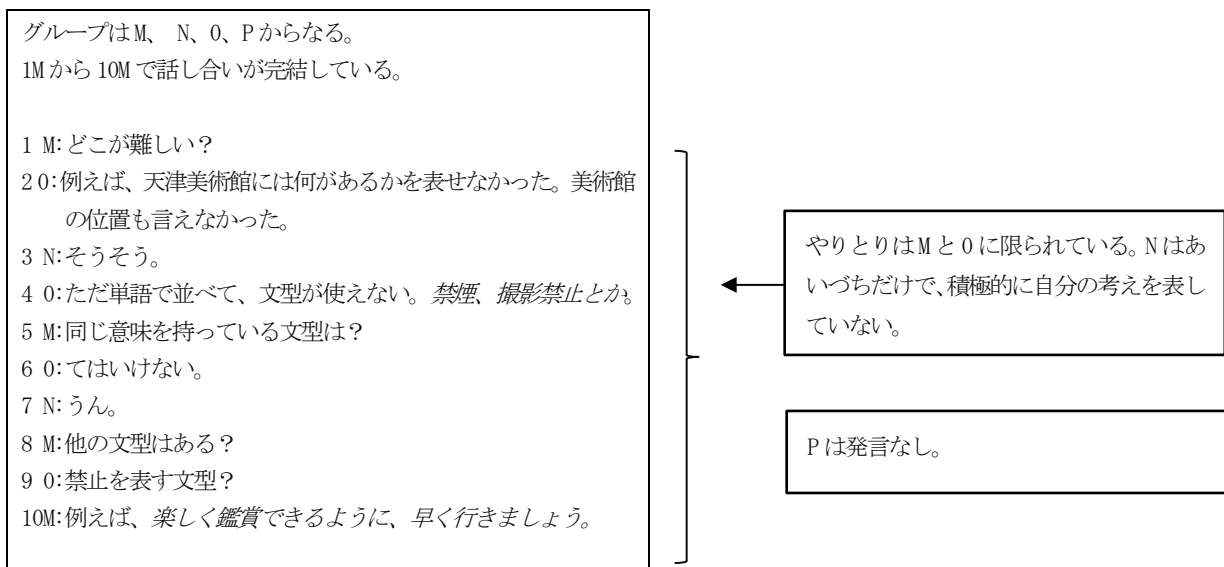 グループはM、 N、O、Pからなる。
1Mから10Mで話し合いが完結している。
1 M:どこが難しい？
2 O:例えば、天津美術館には何があるかを表せなかった。美術館
の位置も言えなかった。
3 N:そうそう。
4 O:ただ単語で並べて、文型が使えない。禁煙、撮影禁止とか。
5 M:同じ意味を持っている文型は？
6 O:てはいけない。
7 N:うん。
8 M:他の文型はある？
9 O:禁止を表す文型？
10M:例えば、楽しく鑑賞できるように、早く行きましょう。
やりとりはMとOに限られている。Nはあ
いづちだけで、積極的に自分の考えを表し
ていない。
Pは発言なし。